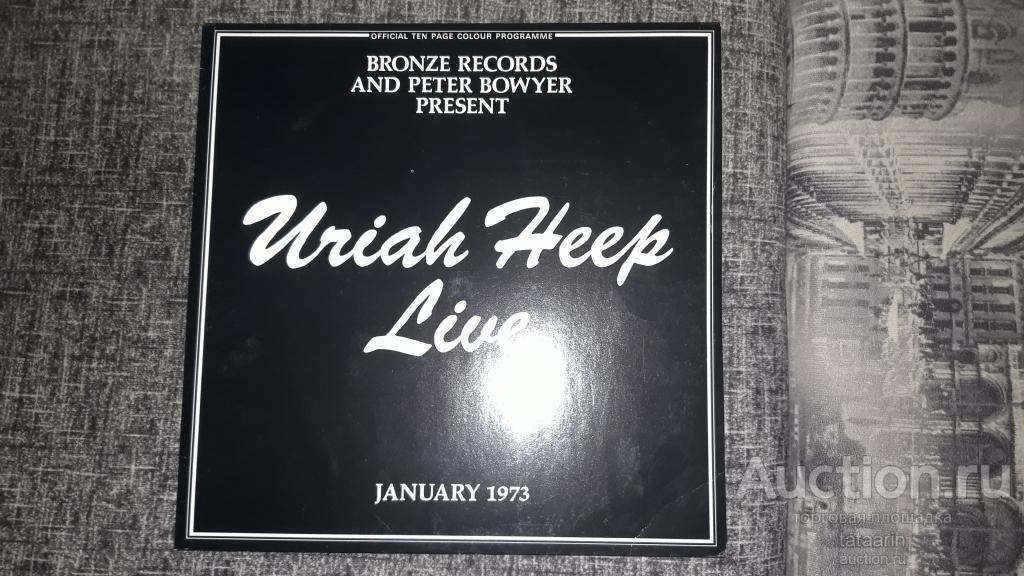 OFFICIAL TEN PAGE COLOUR PROGRAMME
BRONZE RECORDS
AND PETER BOWYER
PRESENT
Uriah Heep
Live
JANUARY 1973
Auction.ru
торговая площадка
tataarin
auction.ru